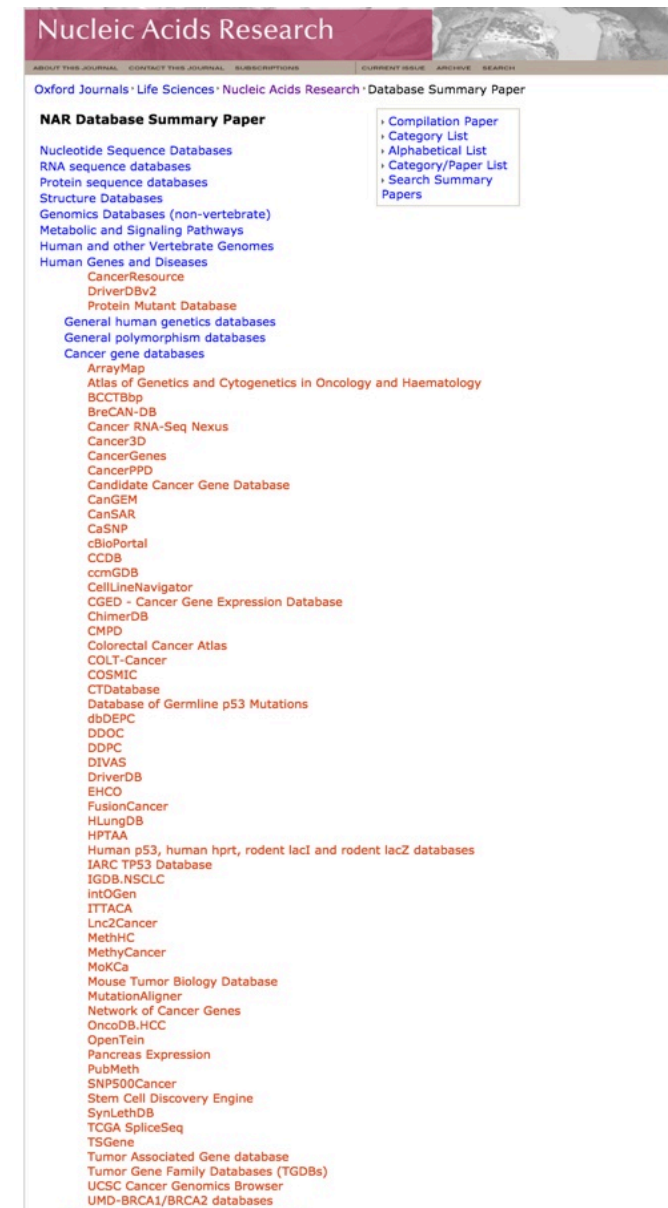 Nucleic Acids Research
ABOUT THIS JOURNAL CONTACT THIS JOURNAL SUBSCRIPTIONS CURRENT ISSUE ARCHIVE SEARCH
Oxford Journals · Life Sciences · Nucleic Acids Research · Database Summary Paper
NAR Database Summary Paper
› Compilation Paper
› Category List
› Alphabetical List
› Category/Paper List
› Search Summary
Papers
Nucleotide Sequence Databases
RNA sequence databases
Protein sequence databases
Structure Databases
Genomics Databases (non-vertebrate)
Metabolic and Signaling Pathways
Human and other Vertebrate Genomes
Human Genes and Diseases
CancerResource
DriverDBv2
Protein Mutant Database
General human genetics databases
General polymorphism databases
Cancer gene databases
ArrayMap
Atlas of Genetics and Cytogenetics in Oncology and Haematology
BCCTBbp
BreCAN-DB
Cancer RNA-Seq Nexus
Cancer3D
CancerGenes
CancerPPD
Candidate Cancer Gene Database
CanGEM
CanSAR
CaSNP
cBioPortal
CCDB
ccmGDB
CellLineNavigator
CGED - Cancer Gene Expression Database
ChimerDB
CMPD
Colorectal Cancer Atlas
COLT-Cancer
COSMIC
CTDatabase
Database of Germline p53 Mutations
dbDEPC
DDOC
DDPC
DIVAS
DriverDB
EHCO
FusionCancer
HLungDB
HPTAA
Human p53, human hprt, rodent lacI and rodent lacZ databases
IARC TP53 Database
IGDB.NSCLC
intOGen
ITTACA
Lnc2Cancer
MethHC
MethyCancer
MoKCa
Mouse Tumor Biology Database
MutationAligner
Network of Cancer Genes
OncoDB.HCC
OpenTein
Pancreas Expression
PubMeth
SNP500Cancer
Stem Cell Discovery Engine
SynLethDB
TCGA SpliceSeq
TSGene
Tumor Associated Gene database
Tumor Gene Family Databases (TGDBs)
UCSC Cancer Genomics Browser
UMD-BRCA1/BRCA2 databases